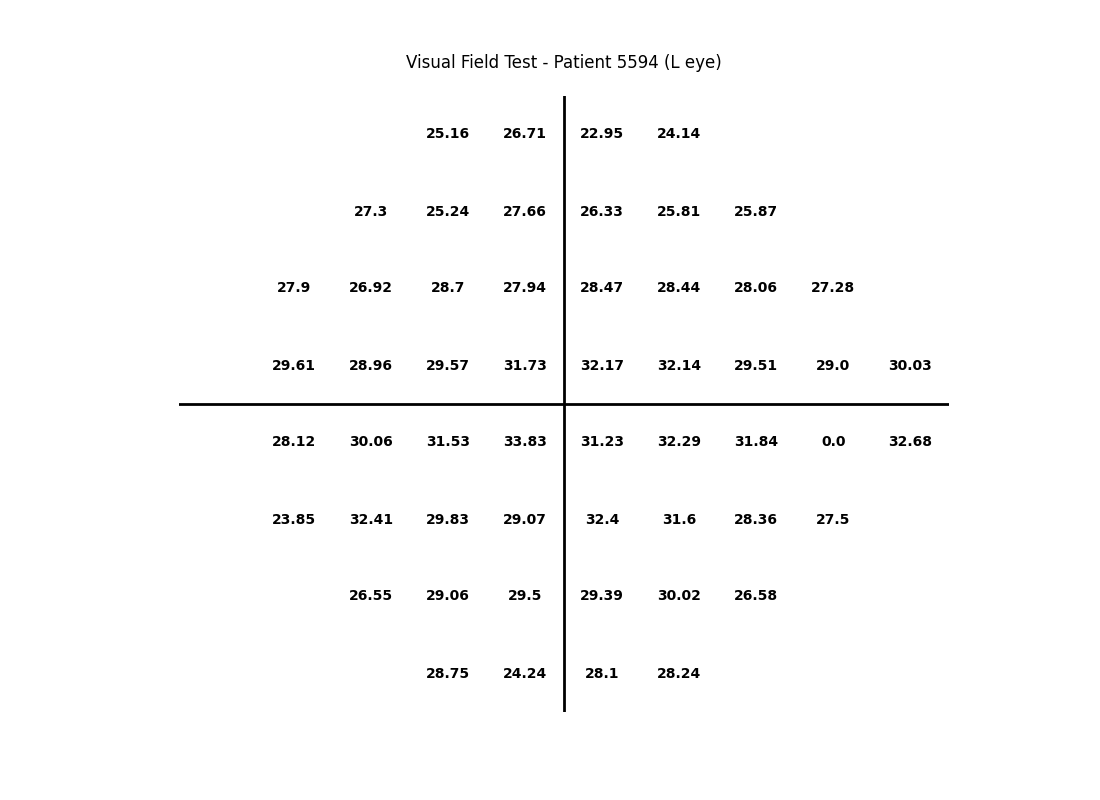 Visual Field Test - Patient 5594 (L eye)
25.16 26.71 22.95 24.14
27.3 25.24 27.66 26.33 25.81 25.87
27.9 26.92 28.7 27.94 28.47 28.44 28.06 27.28
29.61 28.96 29.57 31.73 32.17 32.14 29.51 29.0 30.03
28.12 30.06 31.53 33.83 31.23 32.29 31.84 0.0 32.68
23.85 32.41 29.83 29.07 32.4 31.6 28.36 27.5
26.55 29.06 29.5 29.39 30.02 26.58
28.75 24.24 28.1 28.24